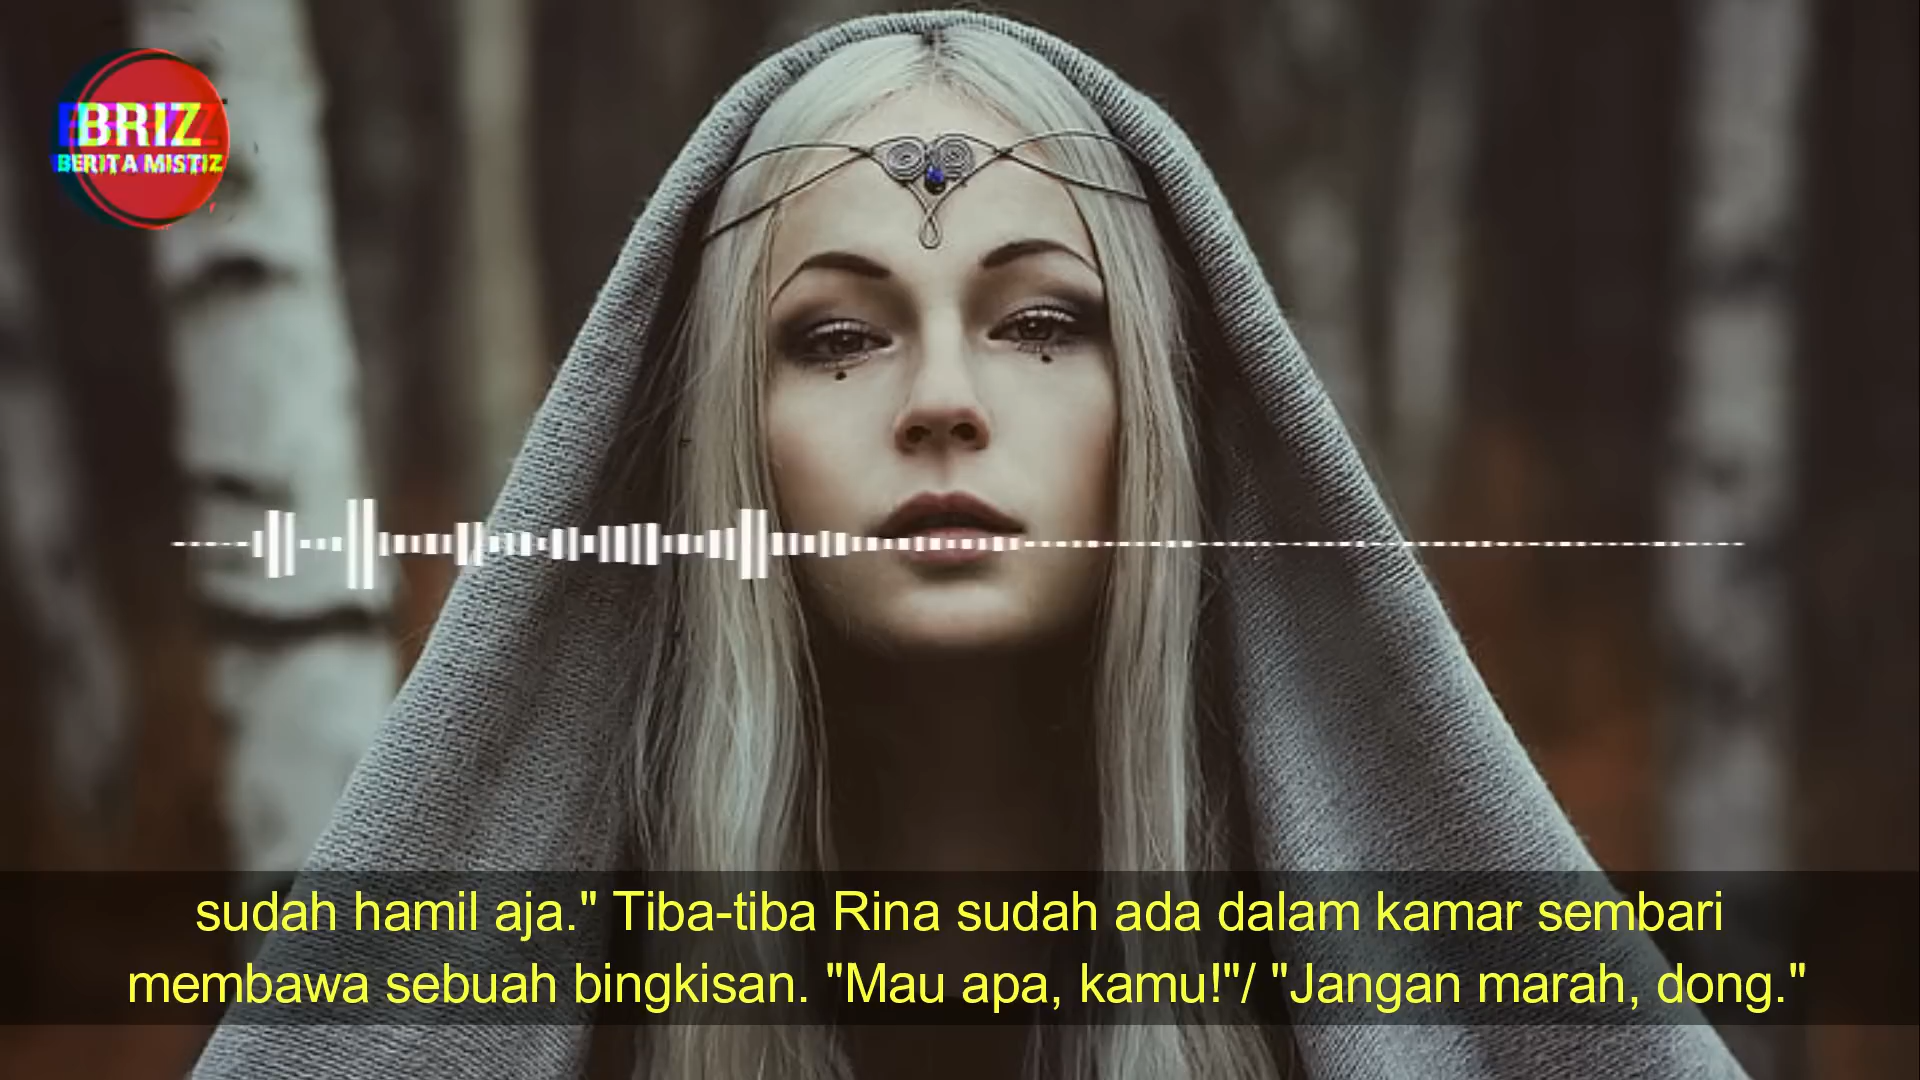 BRIZ
BERITA MISTIZ
sudah hamil aja." Tiba-tiba Rina sudah ada dalam kamar sembari
membawa sebuah bingkisan. "Mau apa, kamu!"/ "Jangan marah, dong."